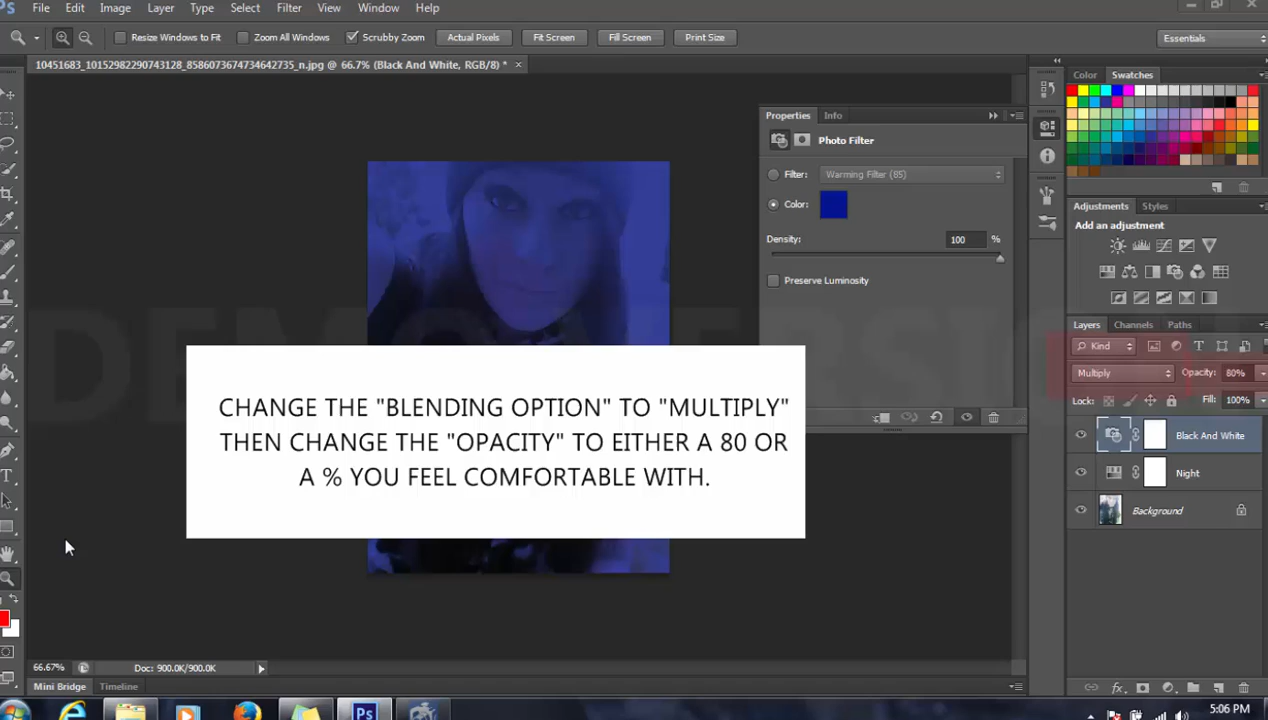 Ps File Edit Image Layer Type Select Filter View Window Help
Resize Windows to Fit Zoom All Windows Scrubby Zoom Actual Pixels Fit Screen Fill Screen Print Size Essentials
10451683_10152982290743128_8586073674734642735_n.jpg @ 66.7% (Black And White, RGB/8) * ×
Color Swatches
Properties Info
Photo Filter
Filter: Warming Filter (85)
Color:
Density: 100 %
Preserve Luminosity
Adjustments Styles
Add an adjustment
Layers Channels Paths
Kind
Multiply Opacity: 80%
Lock: Fill: 100%
Black And White
Night
Background
CHANGE THE "BLENDING OPTION" TO "MULTIPLY"
THEN CHANGE THE "OPACITY" TO EITHER A 80 OR
A % YOU FEEL COMFORTABLE WITH.
66.67% Doc: 900.0K/900.0K
Mini Bridge Timeline
Ps
5:06 PM